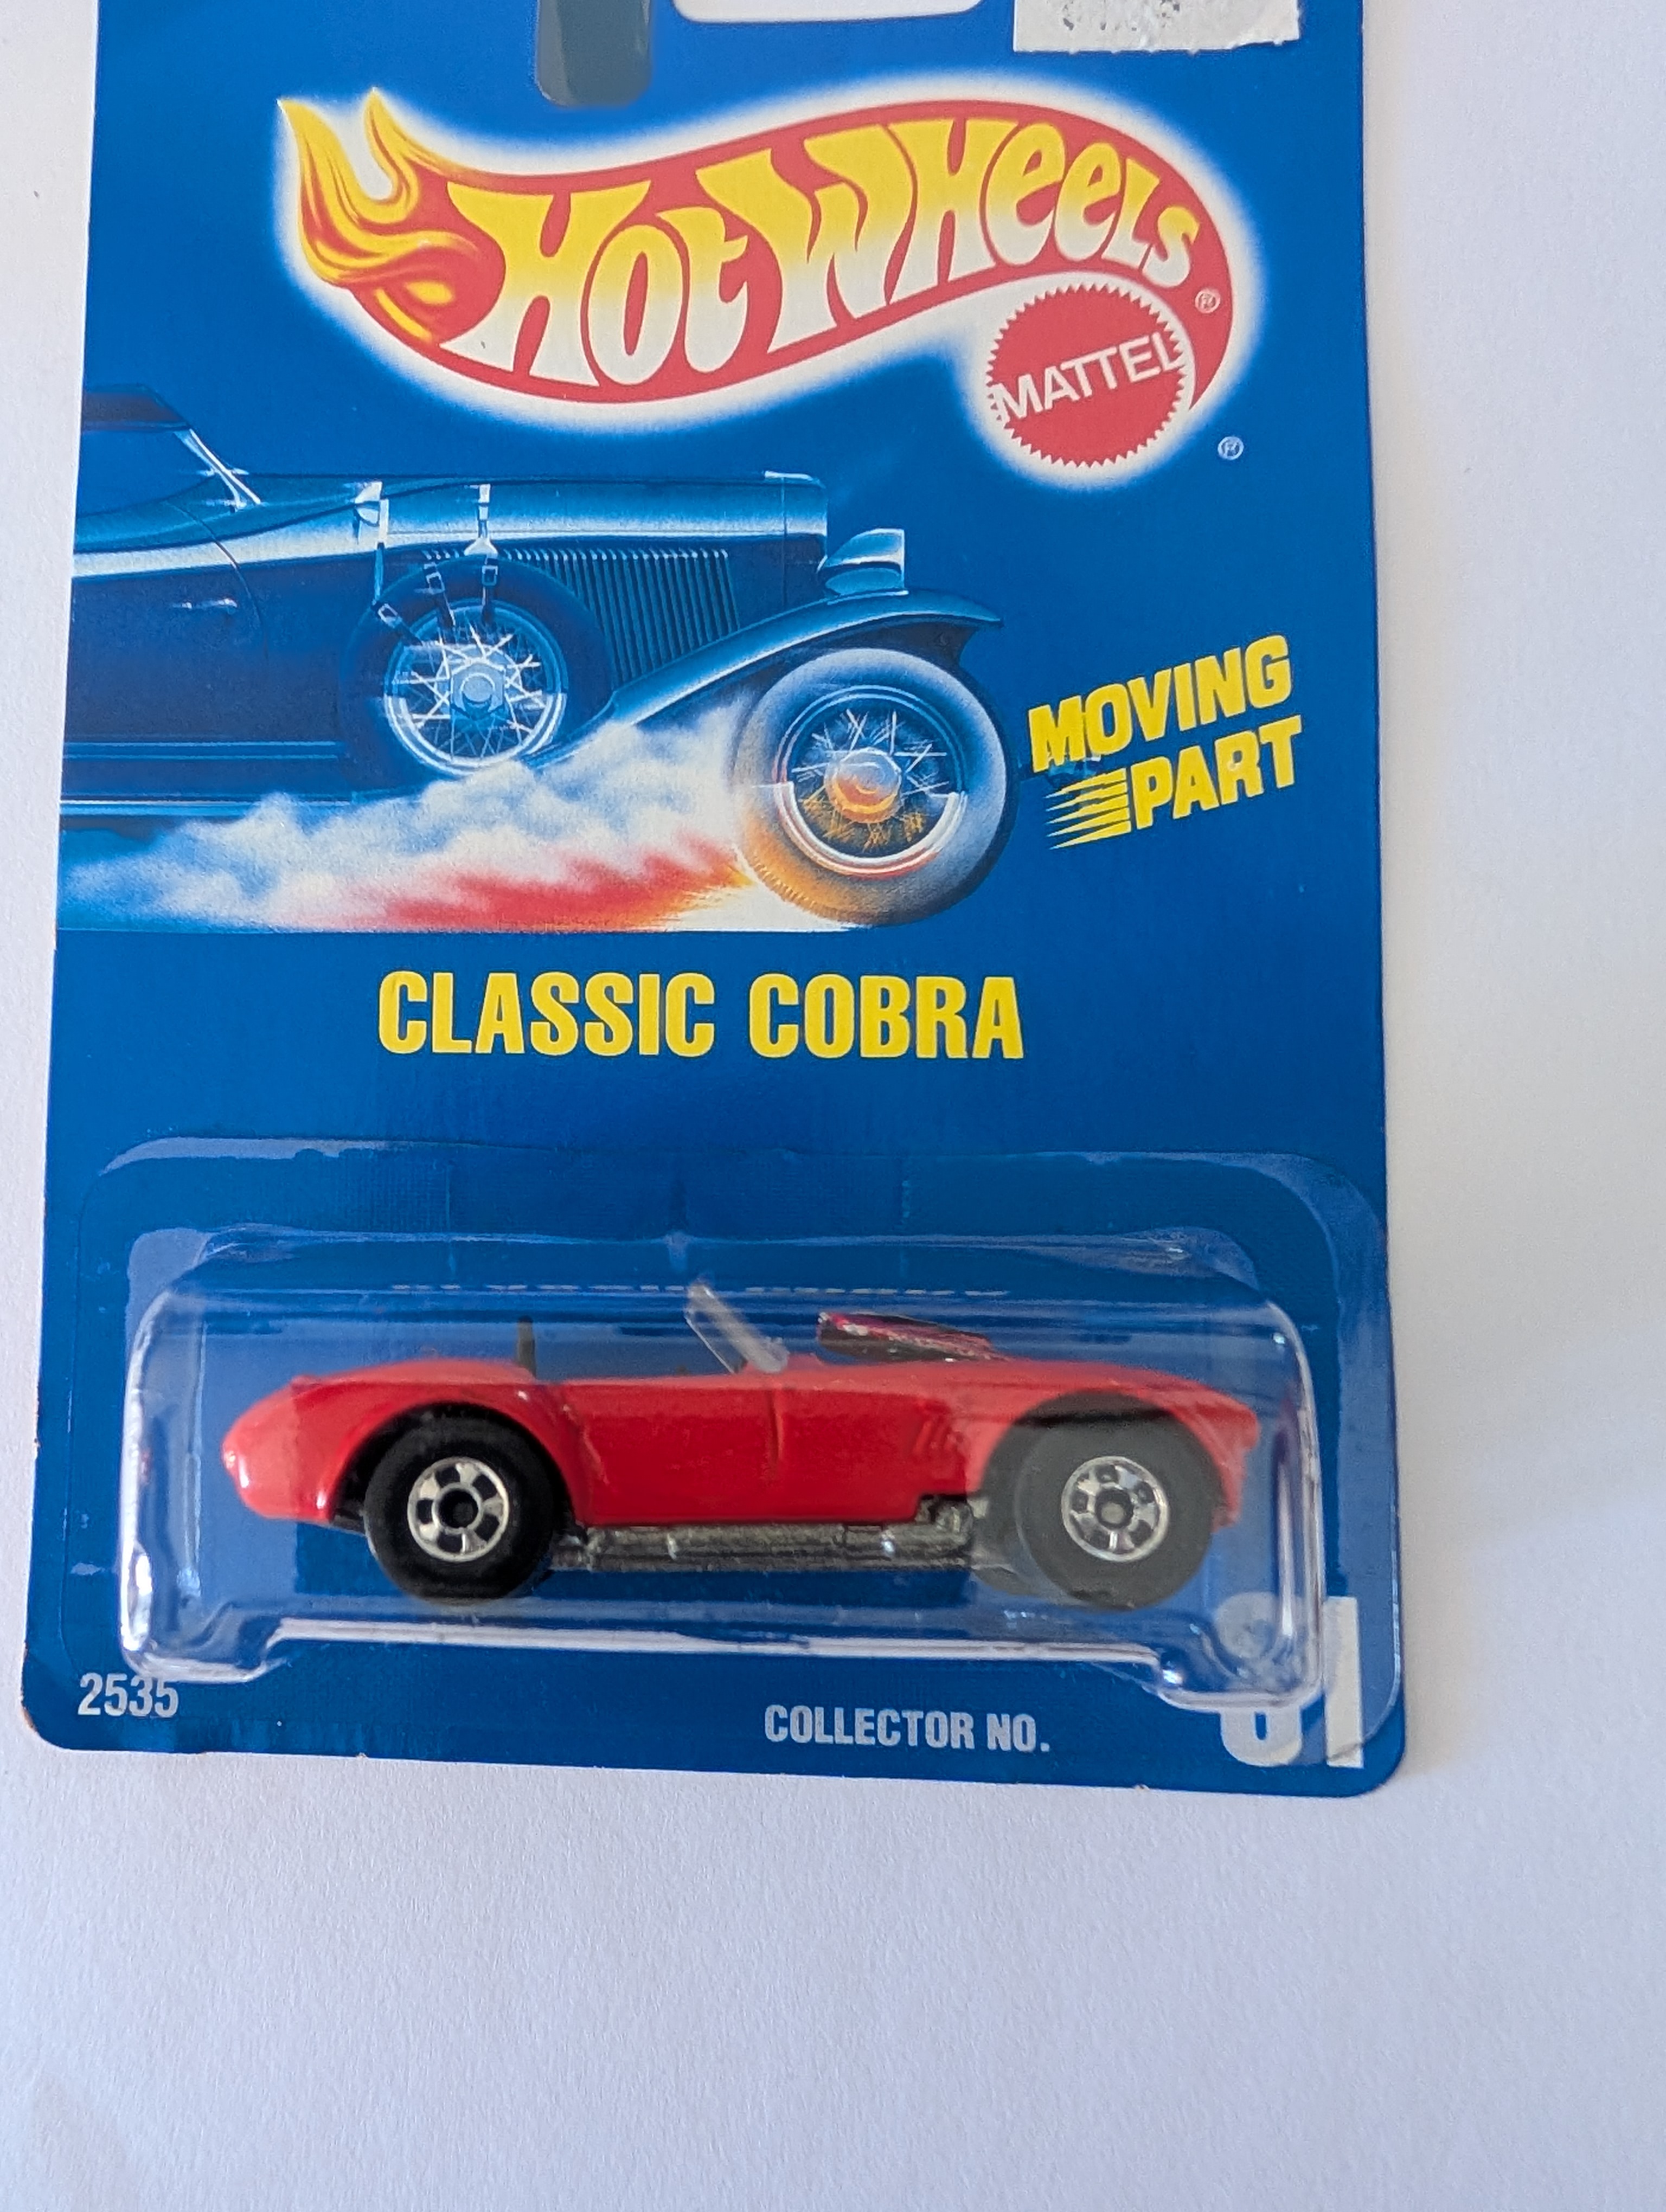 Hot Wheels ®
MATTEL
®
MOVING
PART
CLASSIC COBRA
2535
COLLECTOR NO.